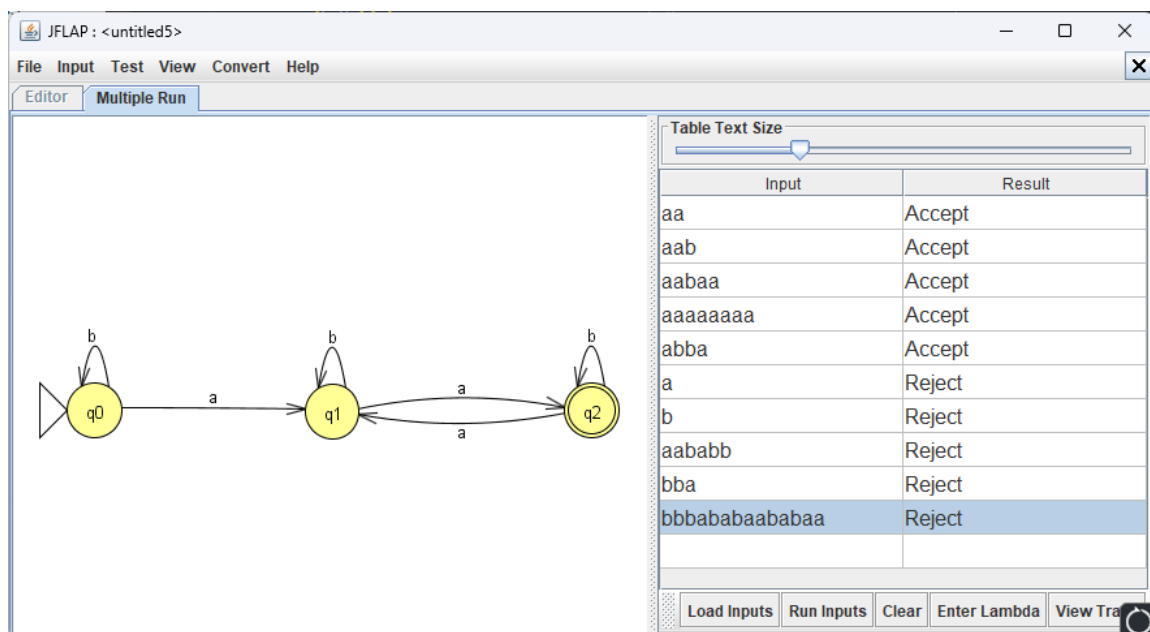 JFLAP : <untitled5>
File Input Test View Convert Help
Editor Multiple Run
Table Text Size
Input Result
aa Accept
aab Accept
aabaa Accept
aaaaaaaa Accept
abba Accept
a Reject
b Reject
aababb Reject
bba Reject
bbbababaababaa Reject
b b b
a a
q0 q1 q2
a
Load Inputs Run Inputs Clear Enter Lambda View Tra